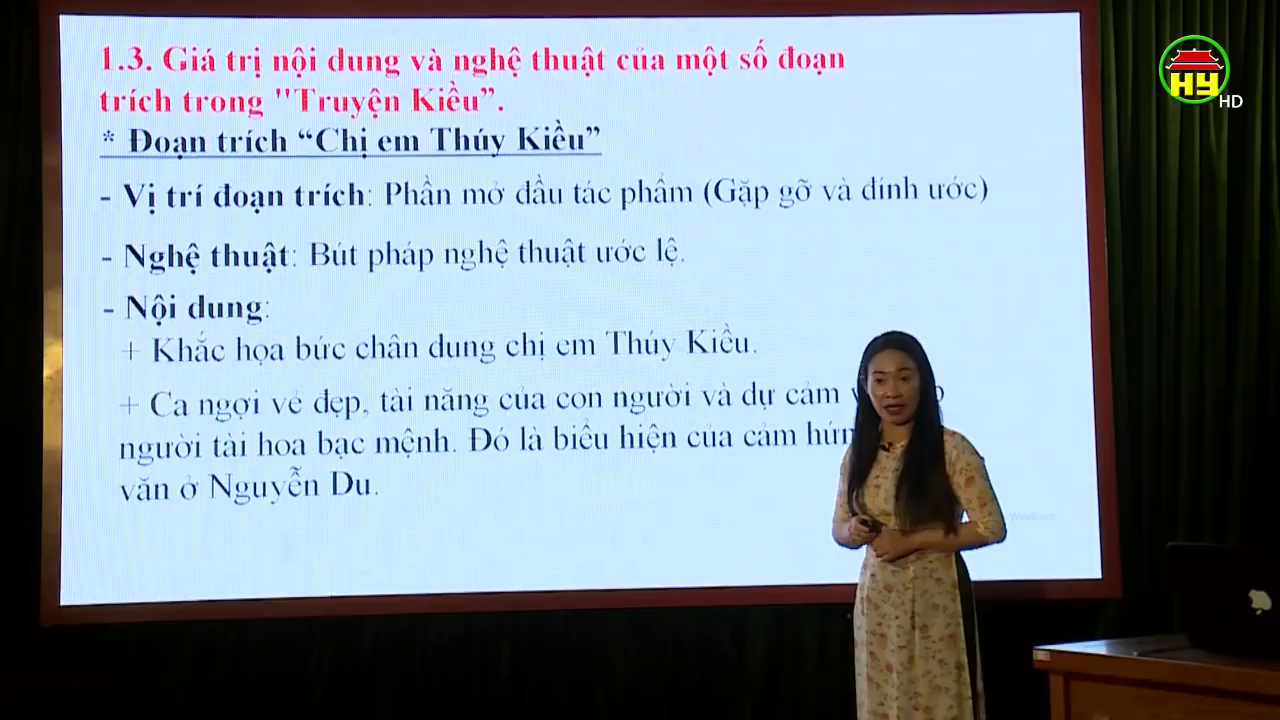 1.3. Giá trị nội dung và nghệ thuật của một số đoạn
trích trong "Truyện Kiều”.
* Đoạn trích “Chị em Thúy Kiều”
- Vị trí đoạn trích: Phần mở đầu tác phẩm (Gặp gỡ và đính ước)
- Nghệ thuật: Bút pháp nghệ thuật ước lệ.
- Nội dung:
+ Khắc họa bức chân dung chị em Thúy Kiều.
+ Ca ngợi vẻ đẹp, tài năng của con người và dự cảm
người tài hoa bạc mệnh. Đó là biểu hiện của cảm
văn ở Nguyễn Du.
Windows
HY
HD